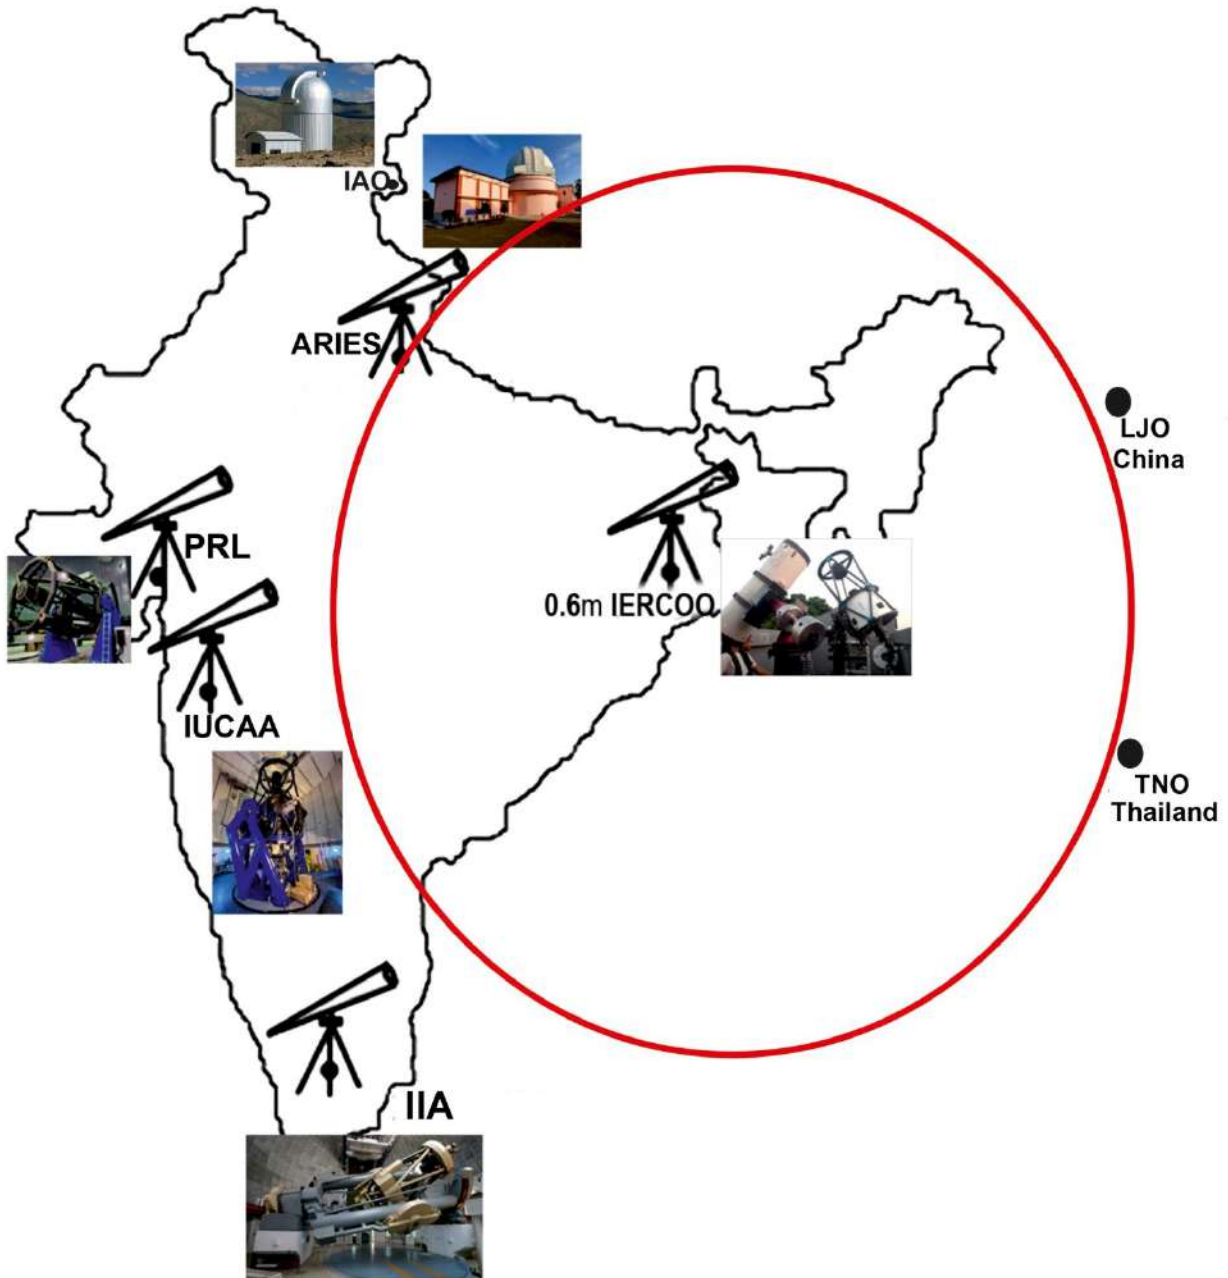 IAO
ARIES
LJO
China
PRL
0.6m IERCOO
IUCAA
TNO
Thailand
IIA